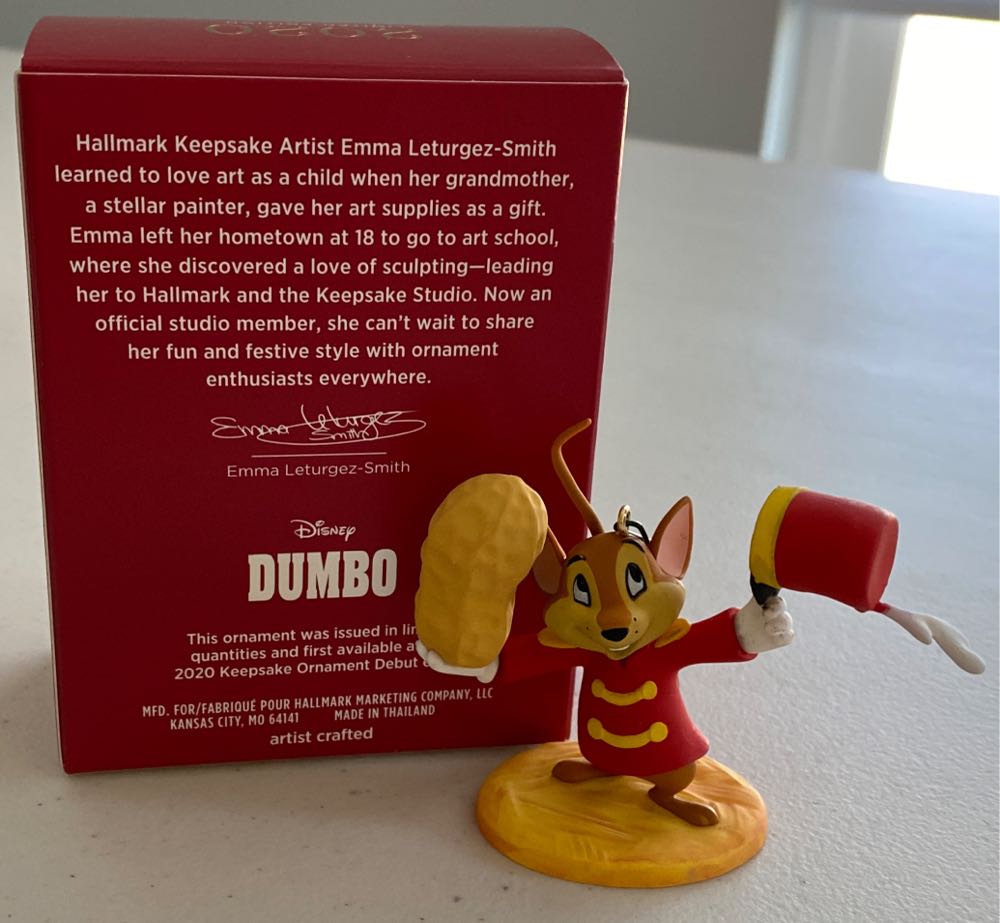 Hallmark Keepsake Artist Emma Leturgez-Smith
learned to love art as a child when her grandmother,
a stellar painter, gave her art supplies as a gift.
Emma left her hometown at 18 to go to art school,
where she discovered a love of sculpting—leading
her to Hallmark and the Keepsake Studio. Now an
official studio member, she can't wait to share
her fun and festive style with ornament
enthusiasts everywhere.
Emma Leturgez
Smith
Emma Leturgez-Smith
Disney
DUMBO
This ornament was issued in
quantities and first available
2020 Keepsake Ornament Debut
MFD. FOR/FABRIQUÉ POUR HALLMARK MARKETING COMPANY, LLC
KANSAS CITY, MO 64141 MADE IN THAILAND
artist crafted